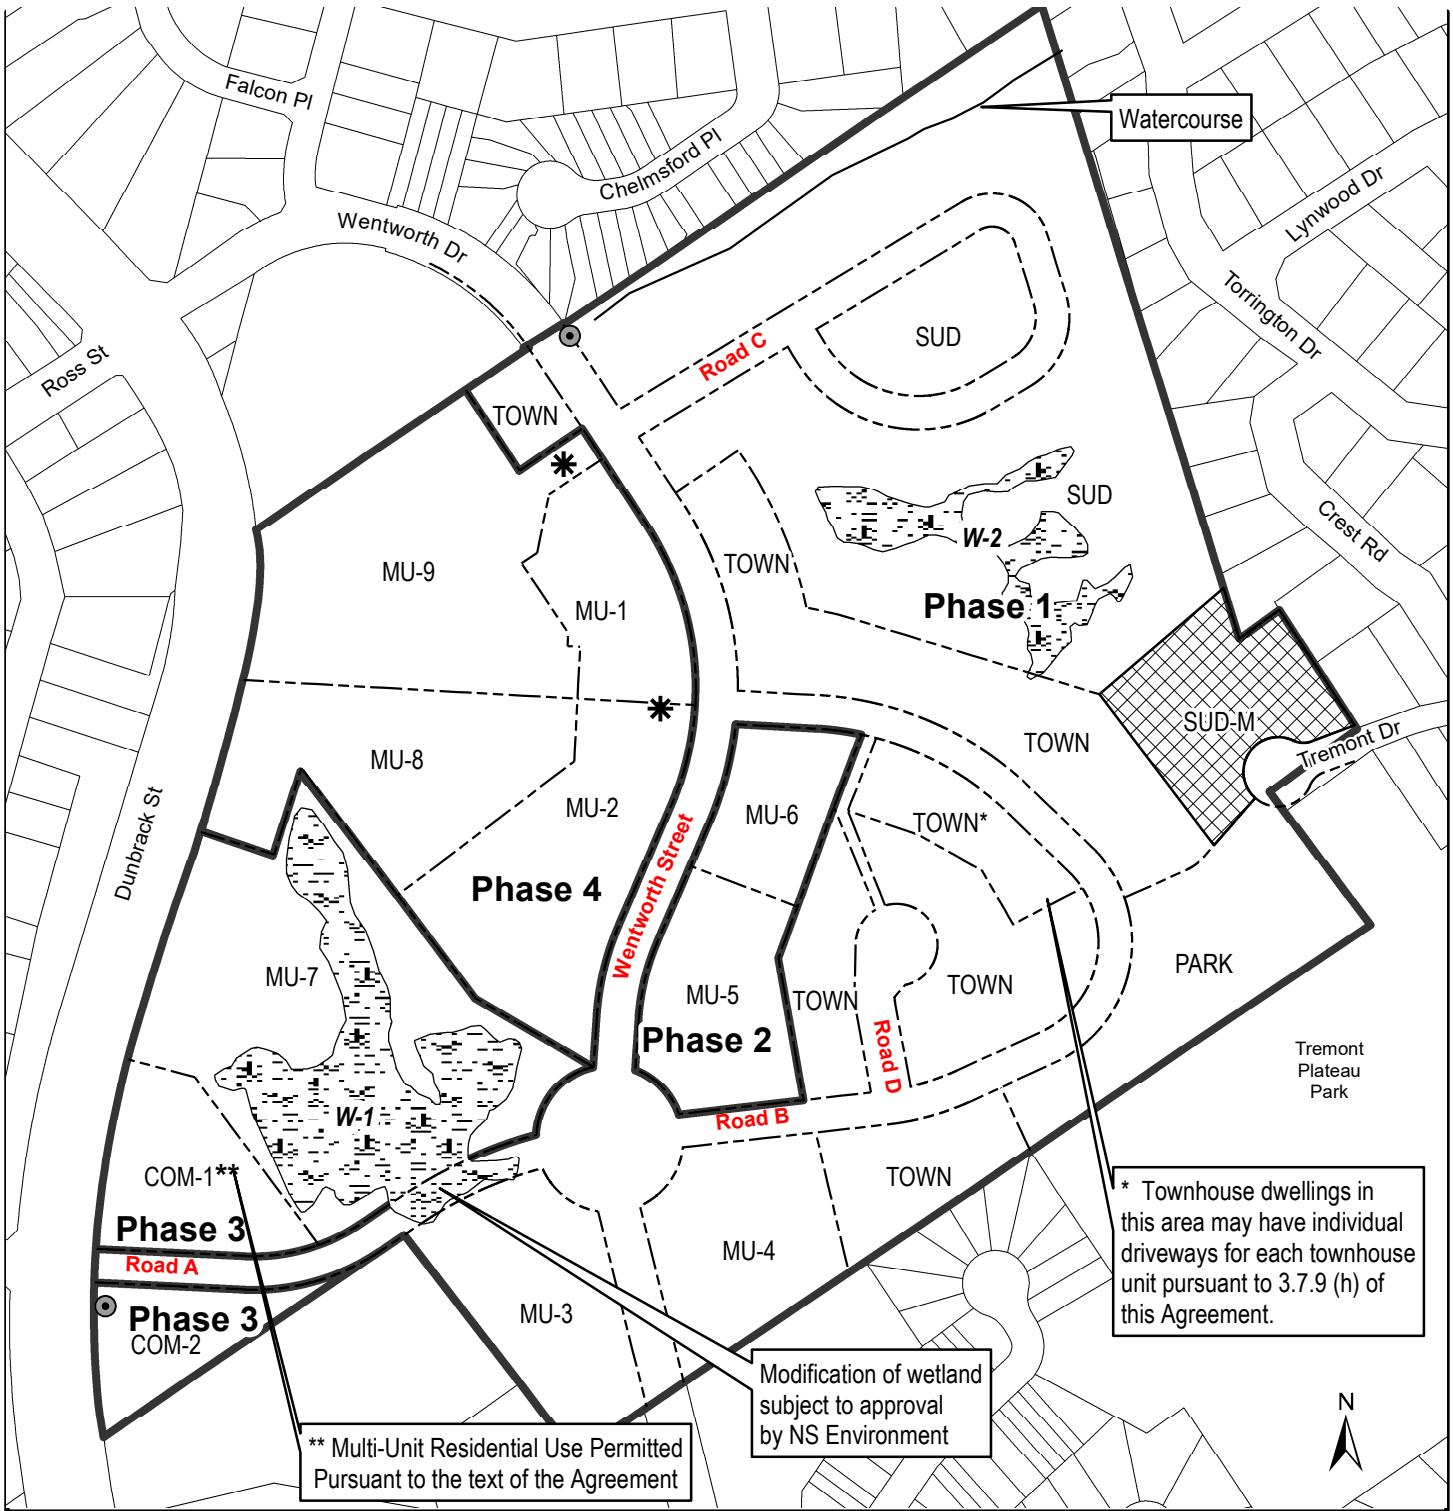 Falcon Pl
Chelmsford Pl
Watercourse
Wentworth Dr
Lynwood Dr
Torrington Dr
Ross St
Road C
SUD
TOWN
SUD
W-2
Crest Rd
MU-9
TOWN
MU-1
Phase 1
SUD-M
Tremont Dr
TOWN
MU-8
MU-2
MU-6
TOWN*
Dunbrack St
Phase 4
Wentworth Street
MU-7
MU-5
TOWN
TOWN
PARK
Phase 2
Road D
Tremont
Plateau
Park
W-1
Road B
COM-1**
TOWN
Phase 3
Road A
MU-4
* Townhouse dwellings in
this area may have individual
driveways for each townhouse
unit pursuant to 3.7.9 (h) of
this Agreement.
Phase 3
COM-2
MU-3
Modification of wetland
subject to approval
by NS Environment
N
** Multi-Unit Residential Use Permitted
Pursuant to the text of the Agreement